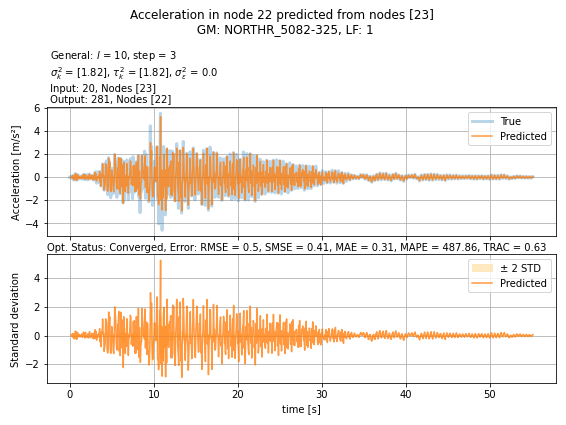 Acceleration in node 22 predicted from nodes [23]
GM: NORTHR_5082-325, LF: 1
General: l = 10, step = 3
σ²ₖ = [1.82], τ²ₖ = [1.82], σ²ε = 0.0
Input: 20, Nodes [23]
Output: 281, Nodes [22]
Acceleration [m/s²]
6
4
2
0
−2
−4
True
Predicted
Opt. Status: Converged, Error: RMSE = 0.5, SMSE = 0.41, MAE = 0.31, MAPE = 487.86, TRAC = 0.63
Standard deviation
4
2
0
−2
± 2 STD
Predicted
0 10 20 30 40 50
time [s]